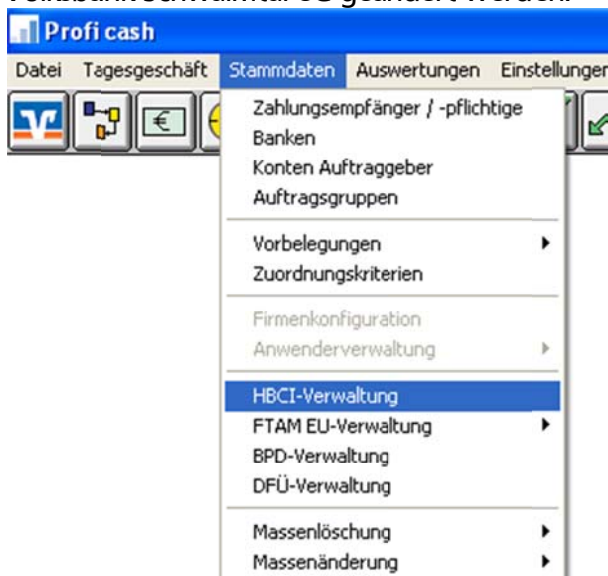 Profi cash
Datei Tagesgeschäft Stammdaten Auswertungen Einstellungen
Zahlungsempfänger / -pflichtige
Banken
Konten Auftraggeber
Auftragsgruppen
Vorbelegungen
Zuordnungskriterien
Firmenkonfiguration
Anwenderverwaltung
HBCI-Verwaltung
FTAM EU-Verwaltung
BPD-Verwaltung
DFÜ-Verwaltung
Massenlöschung
Massenänderung